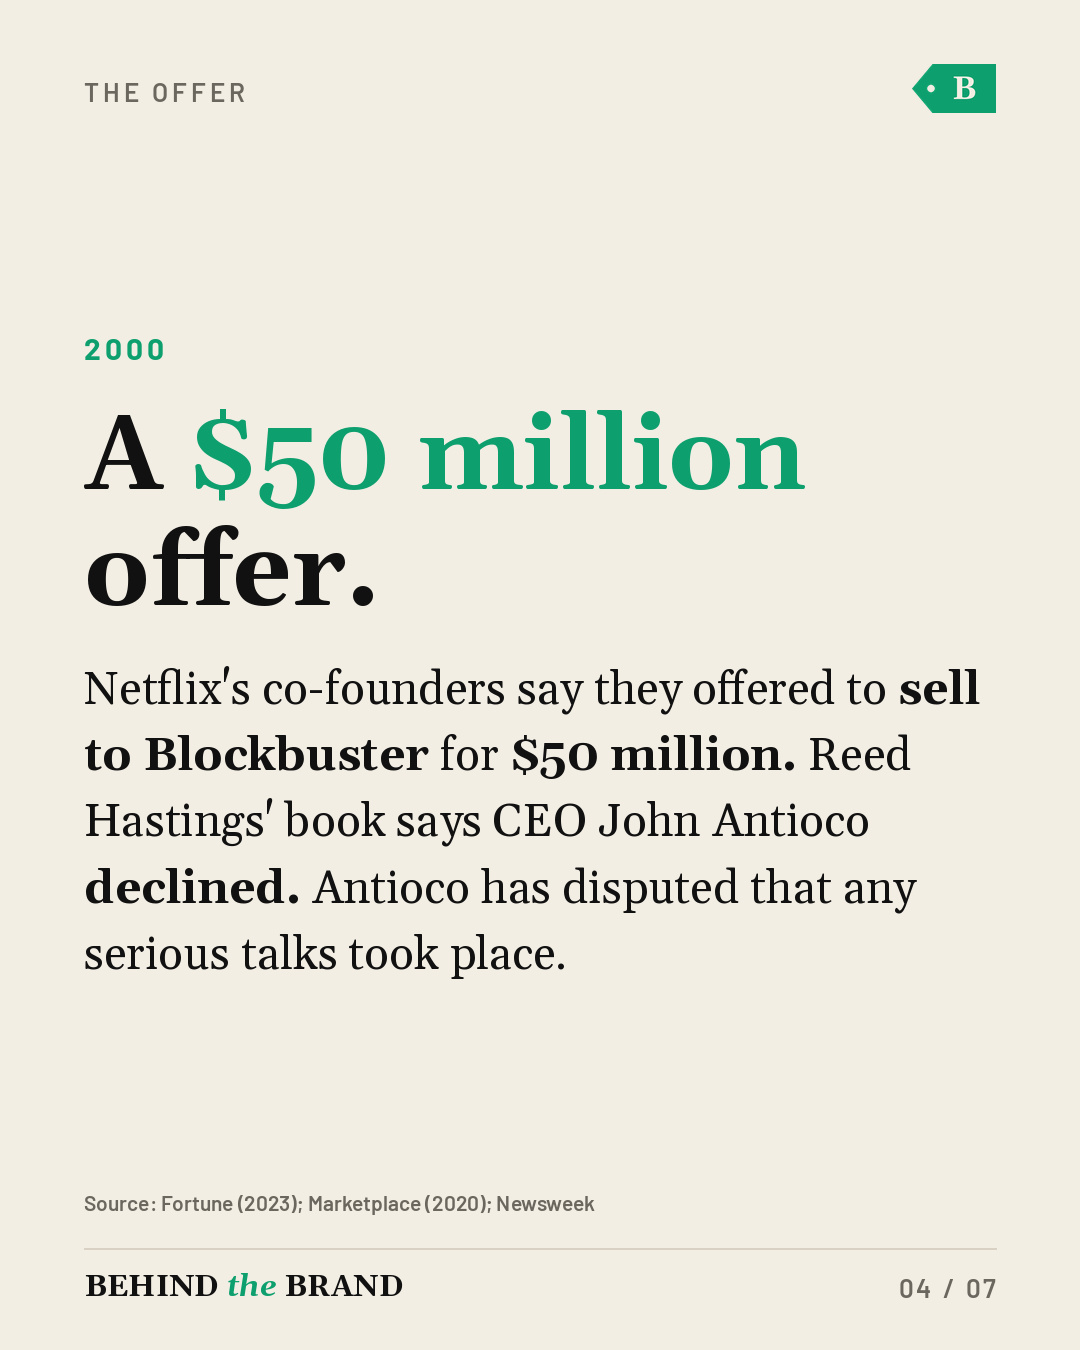 THE OFFER
B
2000
A $50 million
offer.
Netflix's co-founders say they offered to sell
to Blockbuster for $50 million. Reed
Hastings' book says CEO John Antioco
declined. Antioco has disputed that any
serious talks took place.
Source: Fortune (2023); Marketplace (2020); Newsweek
BEHIND the BRAND
04 / 07